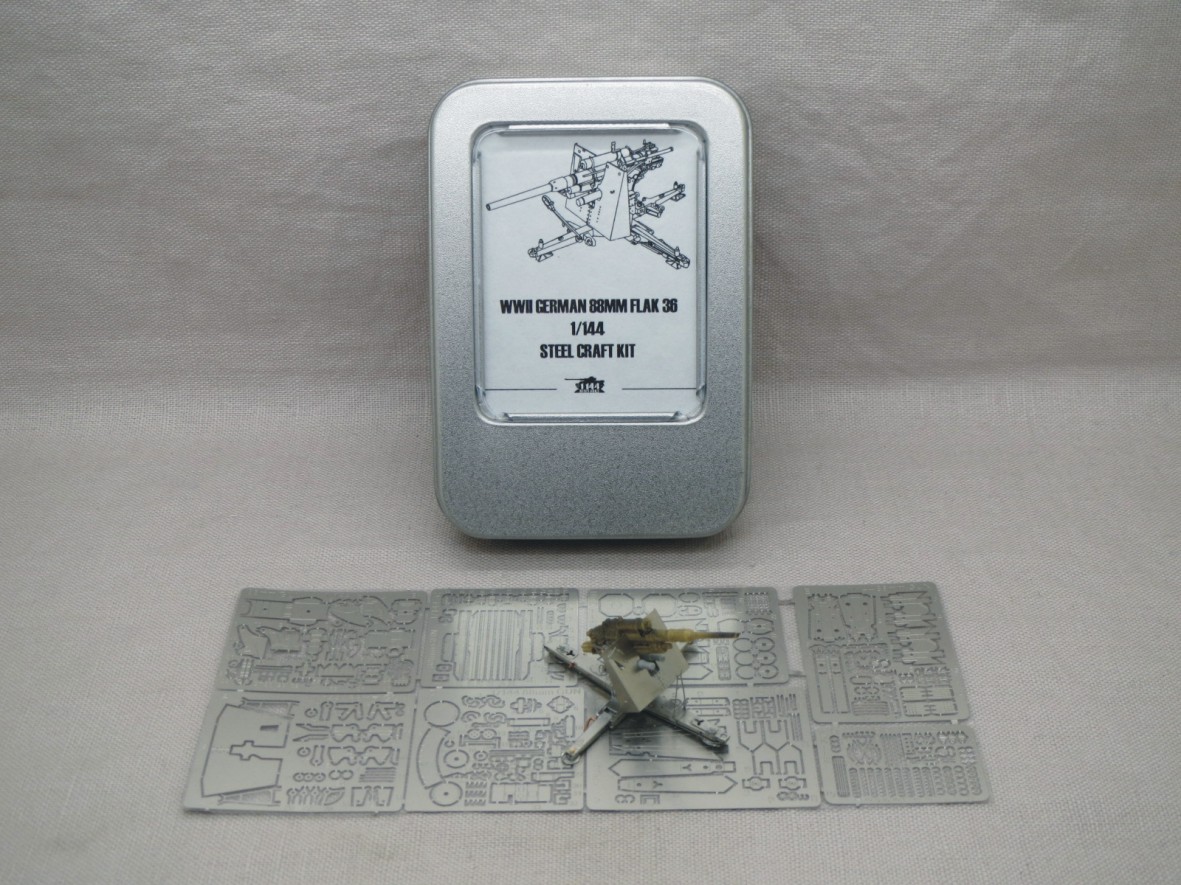 WWII GERMAN 88MM FLAK 36
1/144
STEEL CRAFT KIT